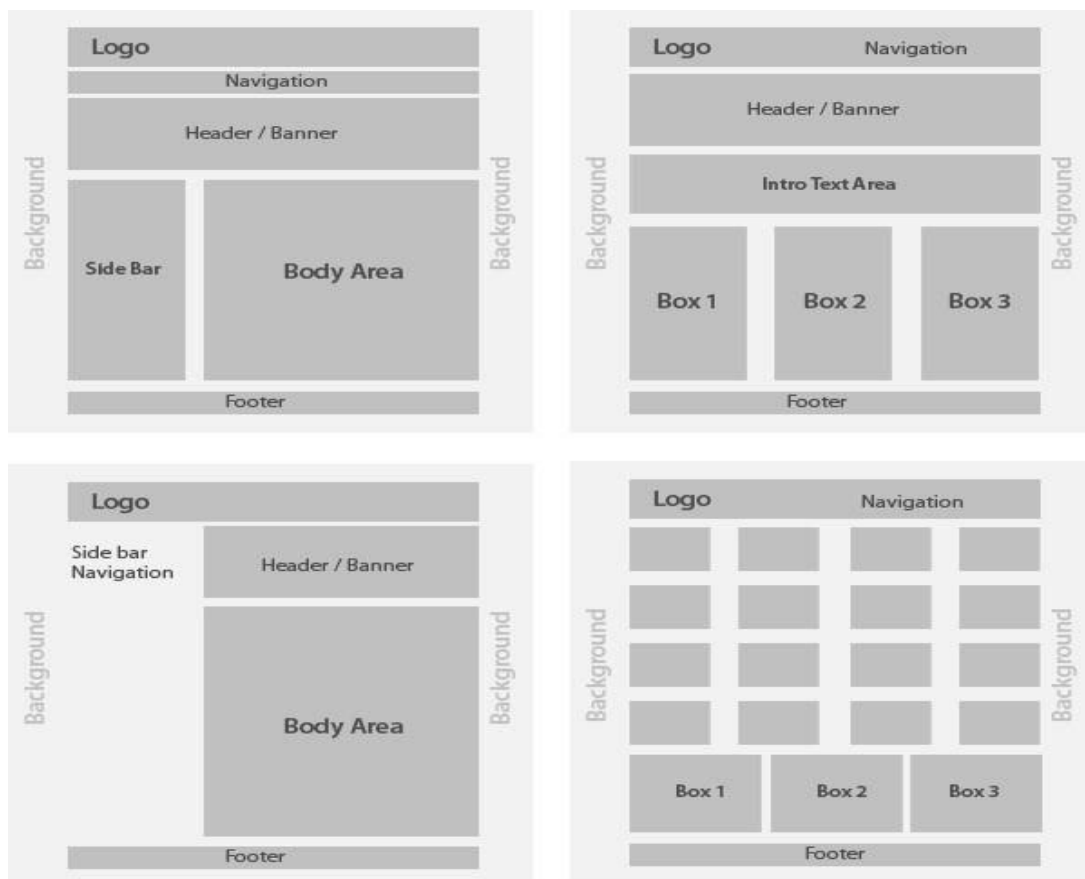 Logo
Navigation
Header / Banner
Background
Side Bar
Body Area
Background
Footer
Logo Navigation
Header / Banner
Intro Text Area
Background
Box 1 Box 2 Box 3
Background
Footer
Logo
Side bar
Navigation
Header / Banner
Background
Body Area
Background
Footer
Logo Navigation
Background
Background
Box 1 Box 2 Box 3
Footer